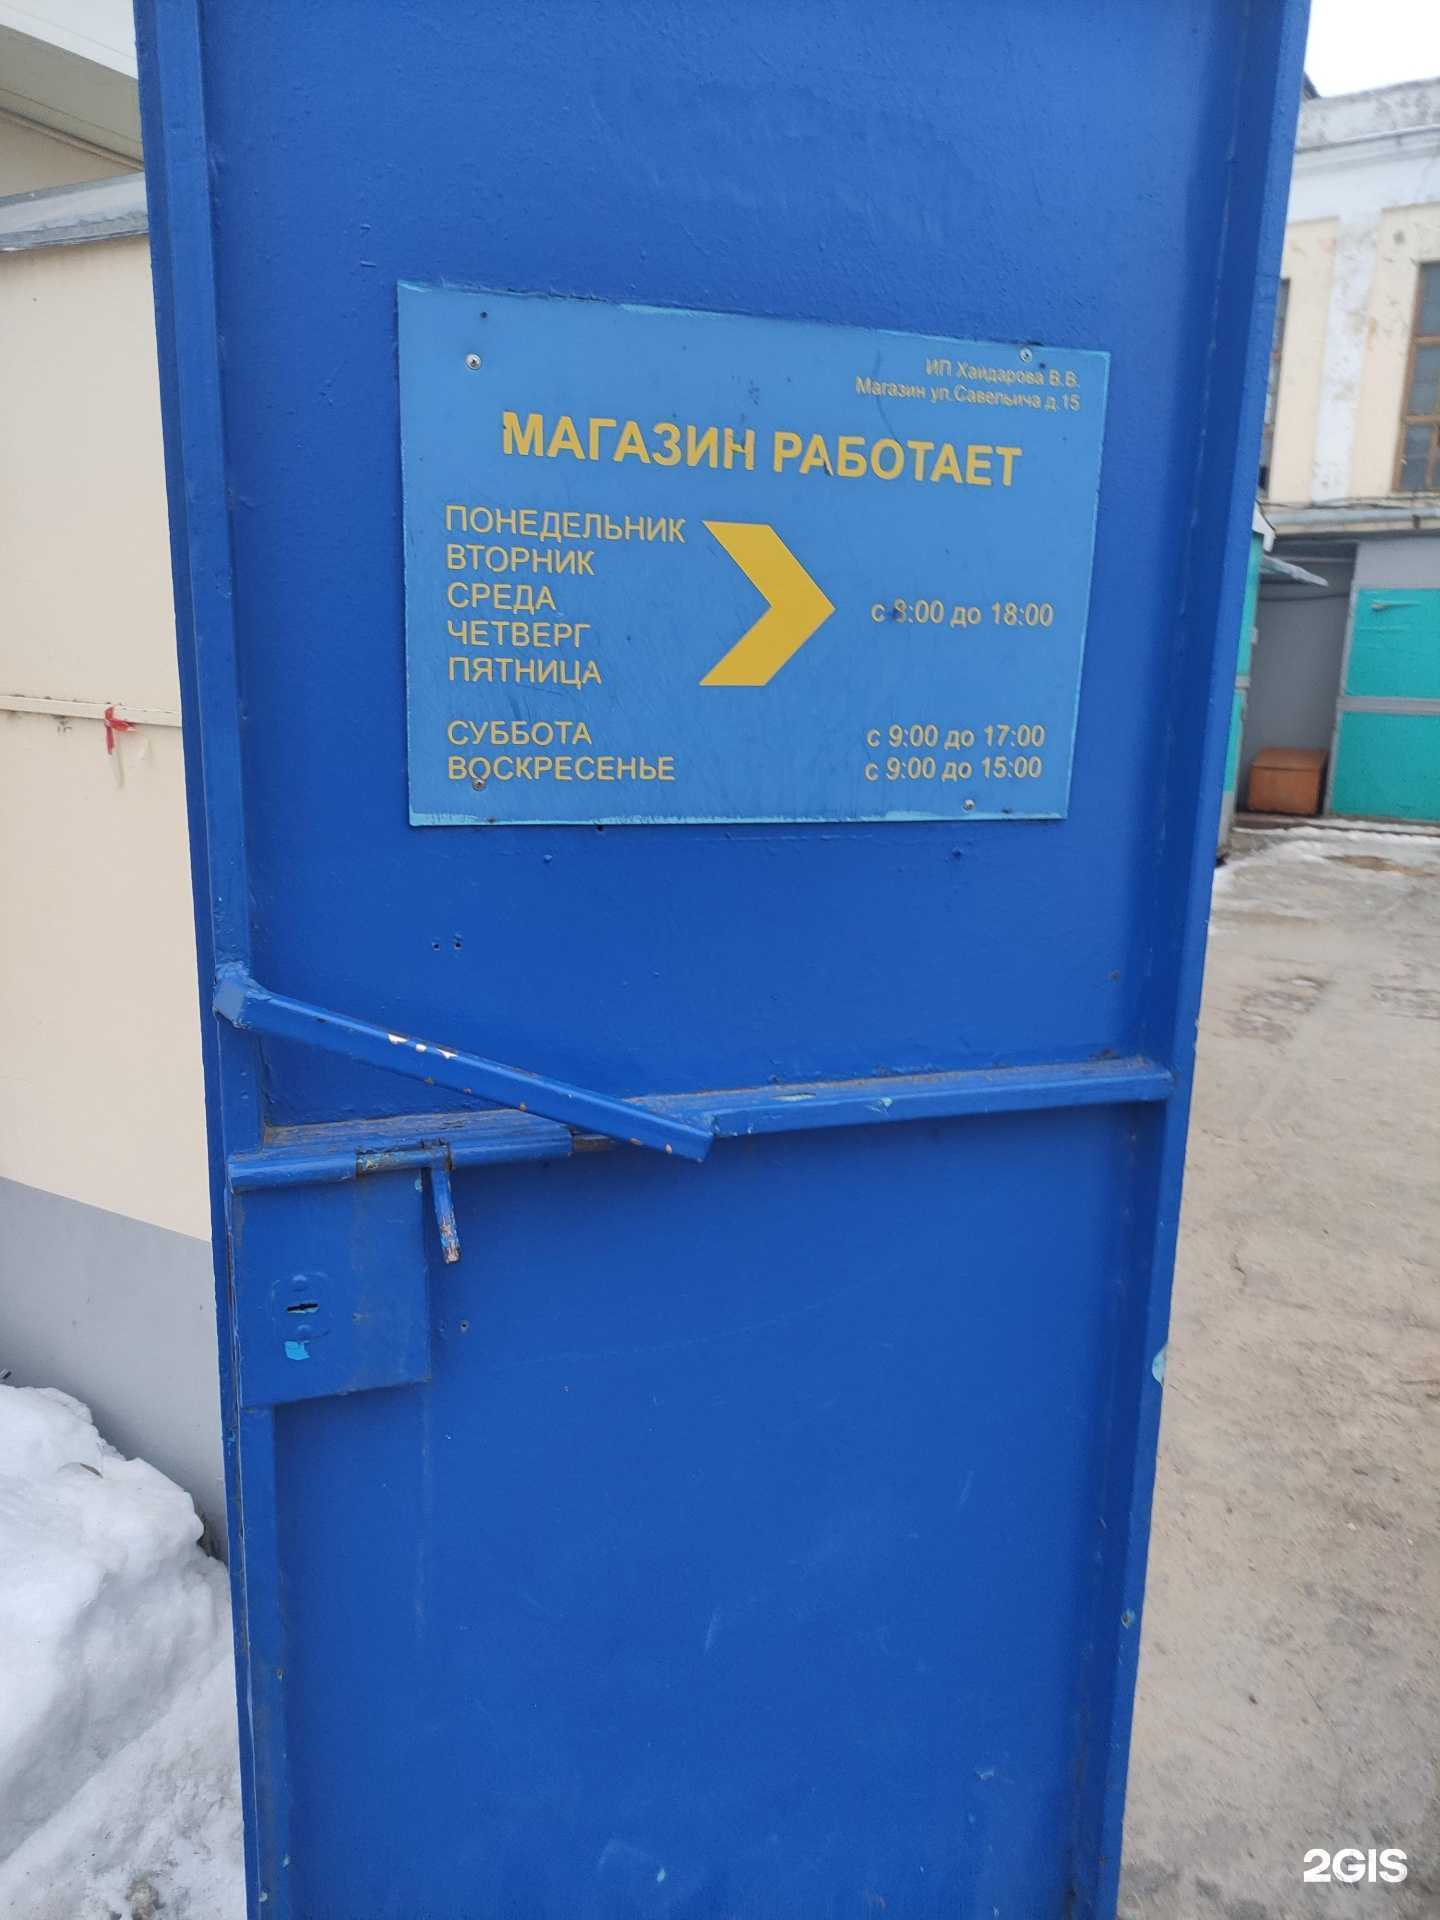 ИП Хайдарова В.В.
Магазин ул.Савельича д.15
МАГАЗИН РАБОТАЕТ
ПОНЕДЕЛЬНИК
ВТОРНИК
СРЕДА
ЧЕТВЕРГ
ПЯТНИЦА
с 8:00 до 18:00
СУББОТА с 9:00 до 17:00
ВОСКРЕСЕНЬЕ с 9:00 до 15:00
2GIS